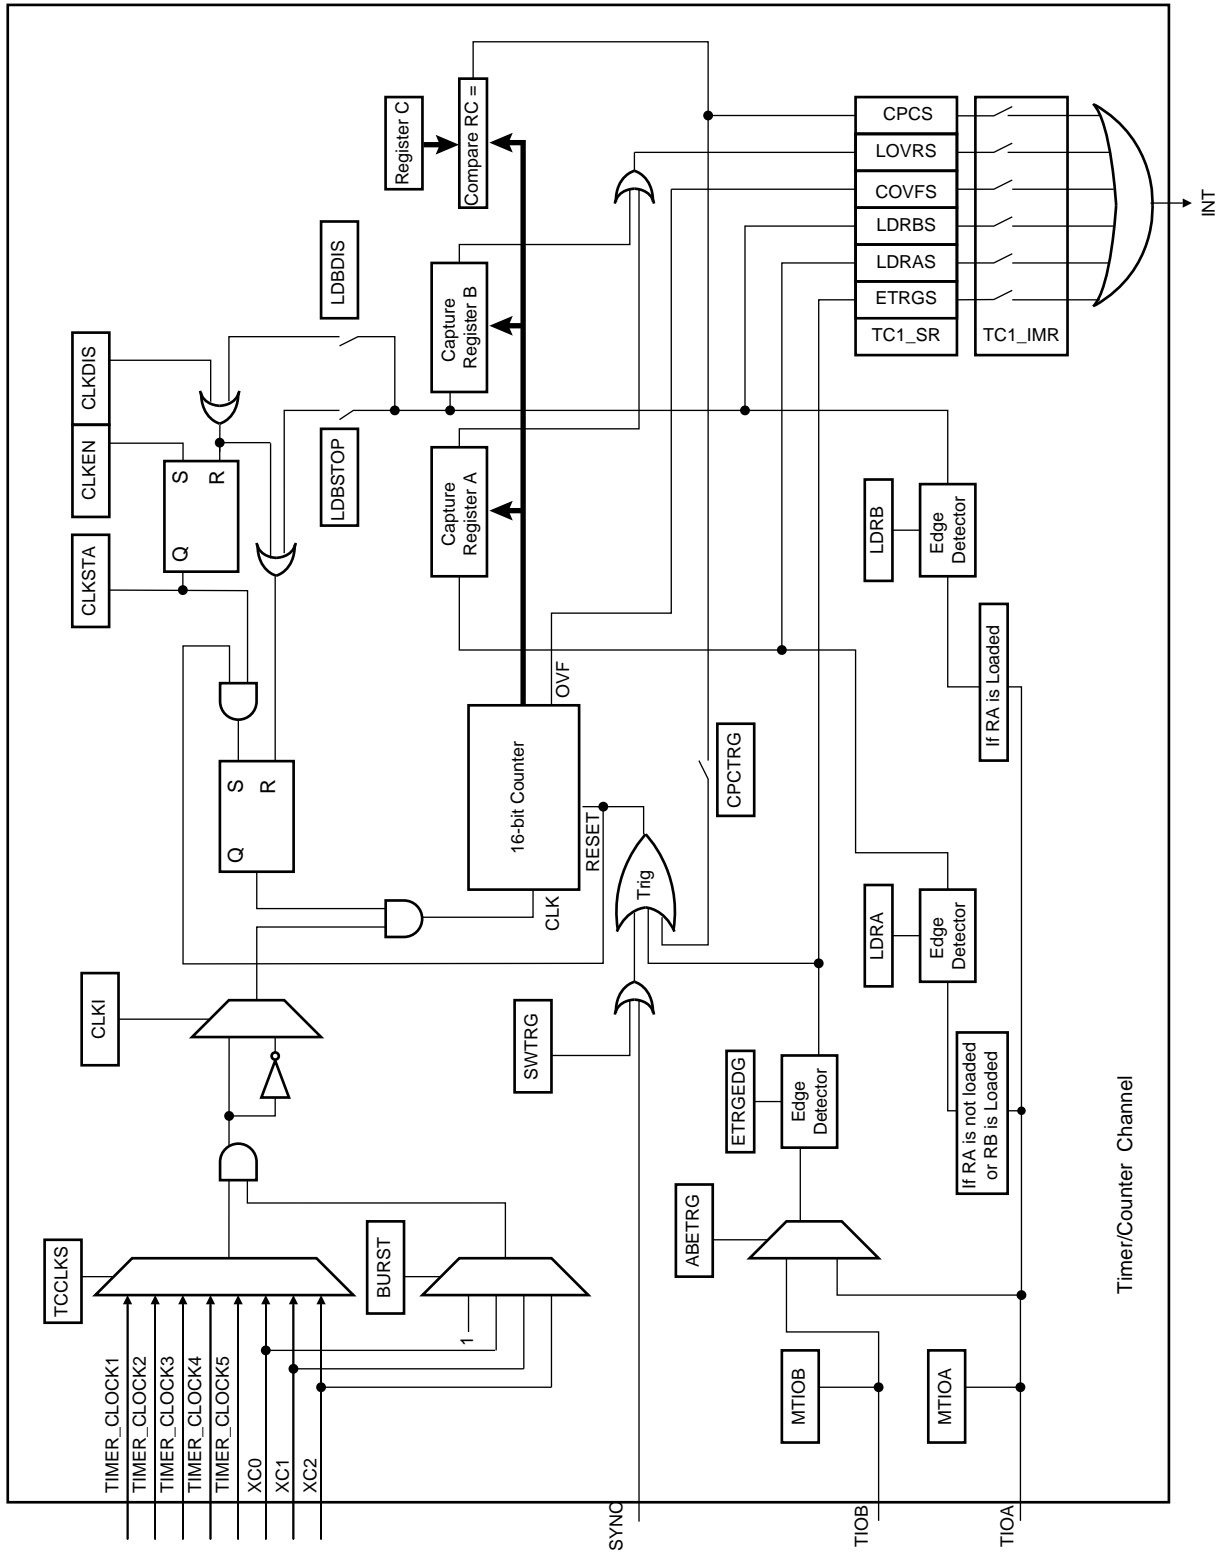 TCCLKS
TIMER_CLOCK1
TIMER_CLOCK2
TIMER_CLOCK3
TIMER_CLOCK4
TIMER_CLOCK5
XC0
XC1
XC2
BURST
1
CLKI
CLKSTA
CLKEN
CLKDIS
Q
S
R
Q
S
R
LDBSTOP
LDBDIS
Register C
Capture
Register A
Capture
Register B
Compare RC =
16-bit Counter
CLK
OVF
RESET
SWTRG
SYNC
Trig
CPCTRG
ABETRG
ETRGEDG
Edge
Detector
MTIOB
TIOB
MTIOA
TIOA
LDRA
Edge
Detector
If RA is not loaded
or RB is Loaded
LDRB
Edge
Detector
If RA is Loaded
TC1_SR
ETRGS
LDRAS
LDRBS
COVFS
LOVRS
CPCS
TC1_IMR
INT
Timer/Counter Channel